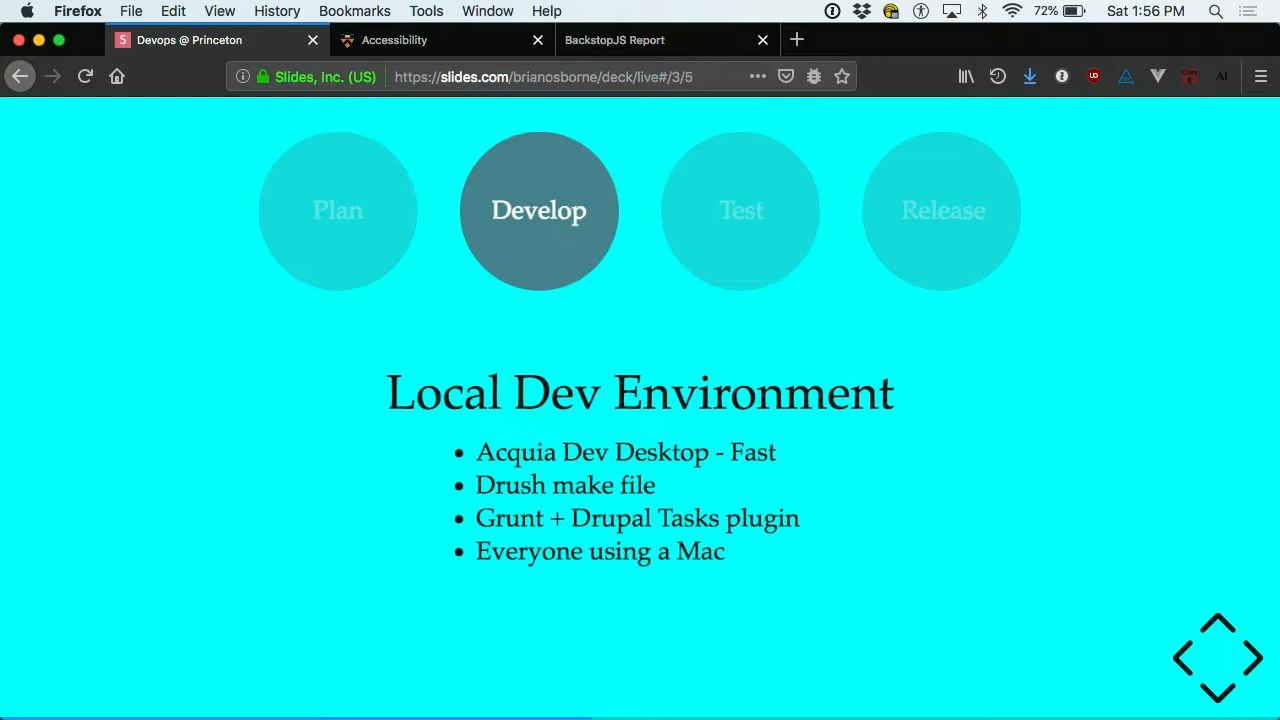 Firefox File Edit View History Bookmarks Tools Window Help 72% Sat 1:56 PM
Devops @ Princeton Accessibility BackstopJS Report
Slides, Inc. (US) https://slides.com/brianosborne/deck/live#/3/5
Plan Develop Test Release
Local Dev Environment
• Acquia Dev Desktop - Fast
• Drush make file
• Grunt + Drupal Tasks plugin
• Everyone using a Mac